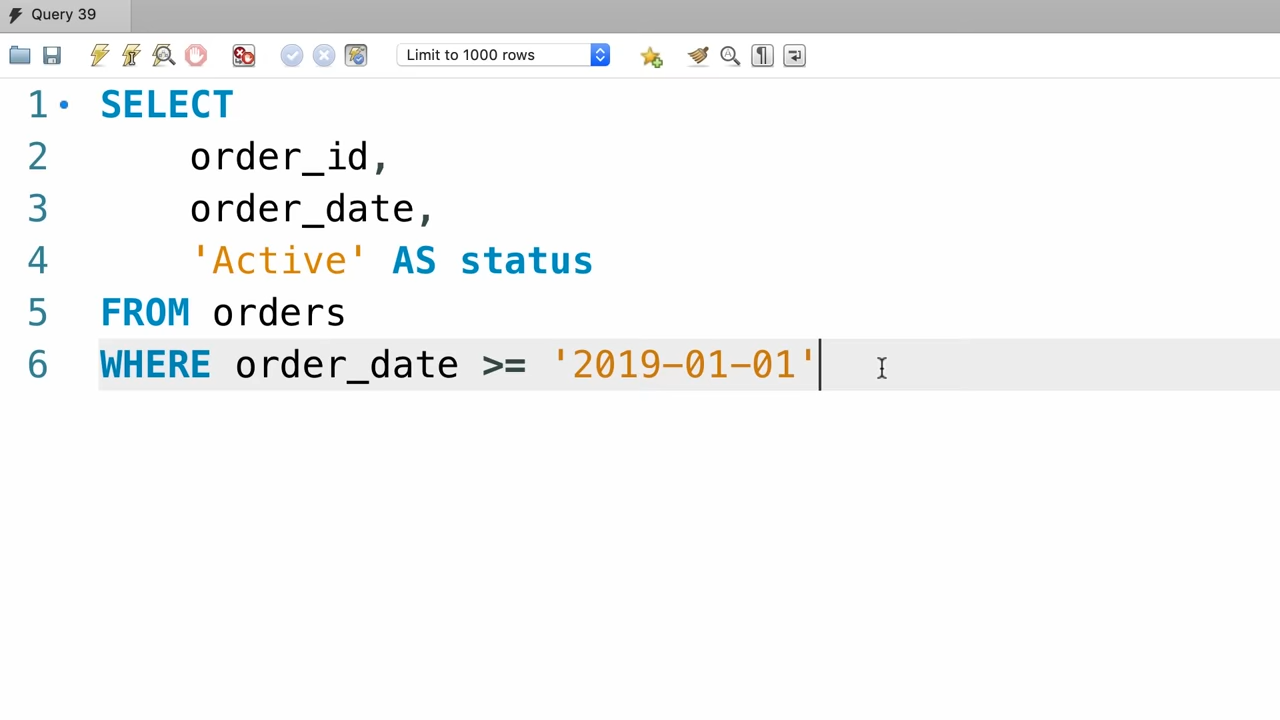 Query 39
Limit to 1000 rows
1 SELECT
2 order_id,
3 order_date,
4 'Active' AS status
5 FROM orders
6 WHERE order_date >= '2019-01-01'